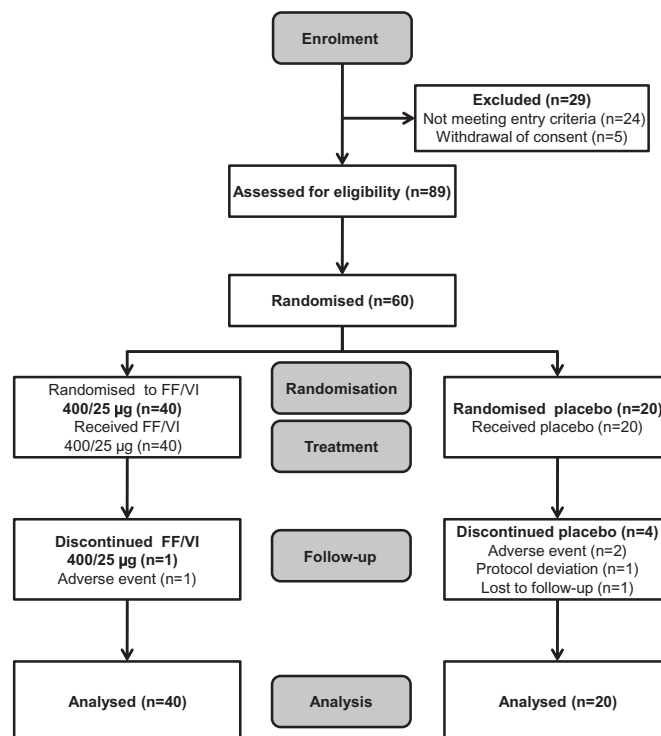 Enrolment
Excluded (n=29)
Not meeting entry criteria (n=24)
Withdrawal of consent (n=5)
Assessed for eligibility (n=89)
Randomised (n=60)
Randomised to FF/VI
400/25 µg (n=40)
Received FF/VI
400/25 µg (n=40)
Randomisation
Treatment
Randomised placebo (n=20)
Received placebo (n=20)
Discontinued FF/VI
400/25 µg (n=1)
Adverse event (n=1)
Follow-up
Discontinued placebo (n=4)
Adverse event (n=2)
Protocol deviation (n=1)
Lost to follow-up (n=1)
Analysed (n=40)
Analysis
Analysed (n=20)